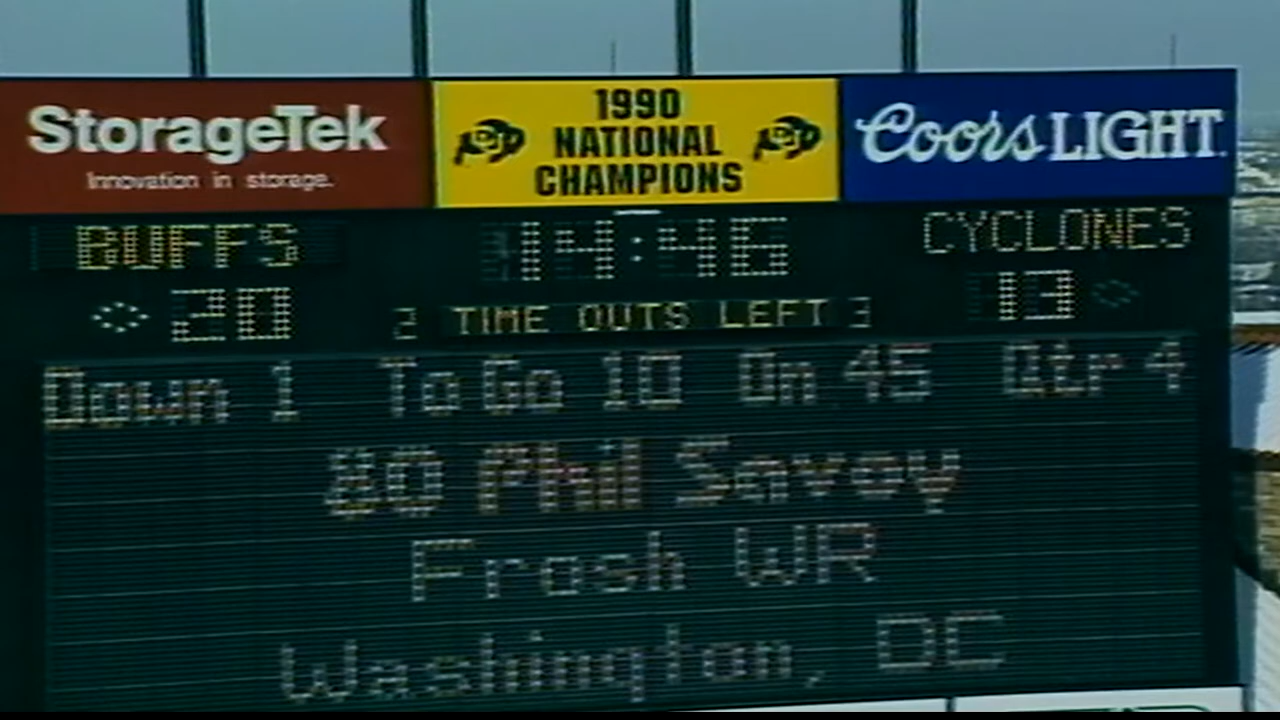 StorageTek
Innovation in storage.
1990
NATIONAL
CHAMPIONS
Coors LIGHT
BUFFS 14:46 CYCLONES
20 2 TIME OUTS LEFT 3 13
Down 1 To Go 10 On 45 Qtr 4
80 Phil Savoy
Frosh WR
Washington, DC